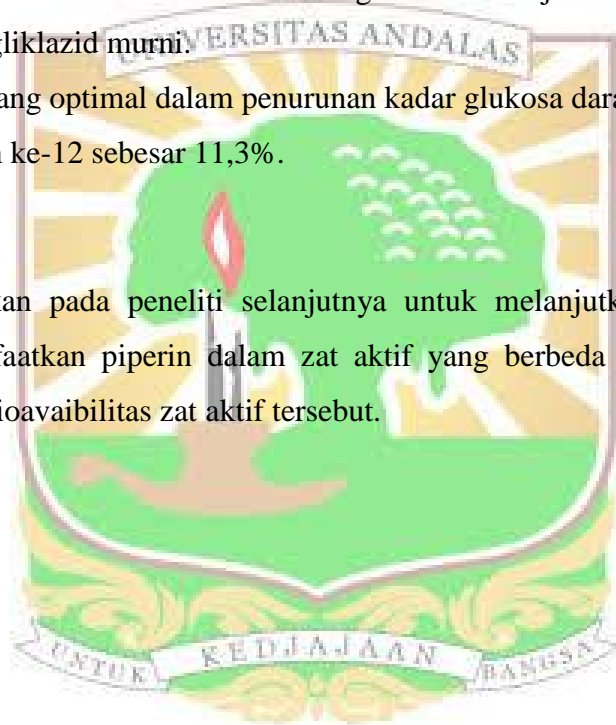 gliklazid murni.
UNIVERSITAS ANDALAS
ang optimal dalam penurunan kadar glukosa dara
ke-12 sebesar 11,3%.
kan pada peneliti selanjutnya untuk melanjutk
faatkan piperin dalam zat aktif yang berbeda
ioavaibilitas zat aktif tersebut.
UNTUK KEDJAJAAN BANGSA